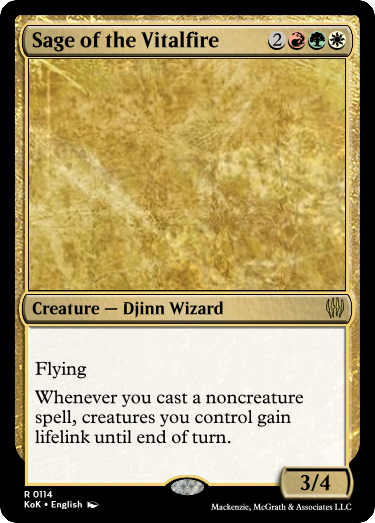 Sage of the Vitalfire 2
Creature — Djinn Wizard
Flying
Whenever you cast a noncreature
spell, creatures you control gain
lifelink until end of turn.
3/4
R 0114
KoK • English
Mackenzie, McGrath & Associates LLC